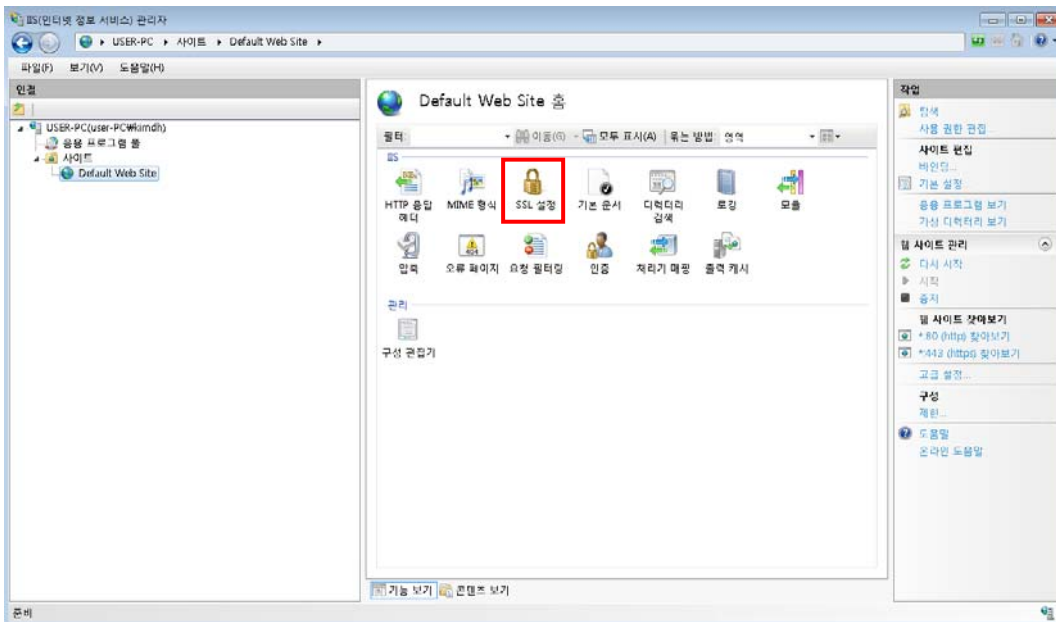 IIS(인터넷 정보 서비스) 관리자
USER-PC ▸ 사이트 ▸ Default Web Site ▸
파일(F) 보기(V) 도움말(H)
연결
USER-PC(user-PC₩kimdh)
응용 프로그램 풀
사이트
Default Web Site
Default Web Site 홈
필터: 이동(G) 모두 표시(A) 묶는 방법: 영역
IIS
HTTP 응답 헤더
MIME 형식
SSL 설정
기본 문서
디렉터리 검색
로깅
모듈
압축
오류 페이지
요청 필터링
인증
처리기 매핑
출력 캐시
관리
구성 편집기
기능 보기 콘텐츠 보기
준비
작업
탐색
사용 권한 편집...
사이트 편집
바인딩...
기본 설정...
응용 프로그램 보기
가상 디렉터리 보기
웹 사이트 관리
다시 시작
시작
중지
웹 사이트 찾아보기
*:80 (http) 찾아보기
*:443 (https) 찾아보기
고급 설정...
구성
제한...
도움말
온라인 도움말